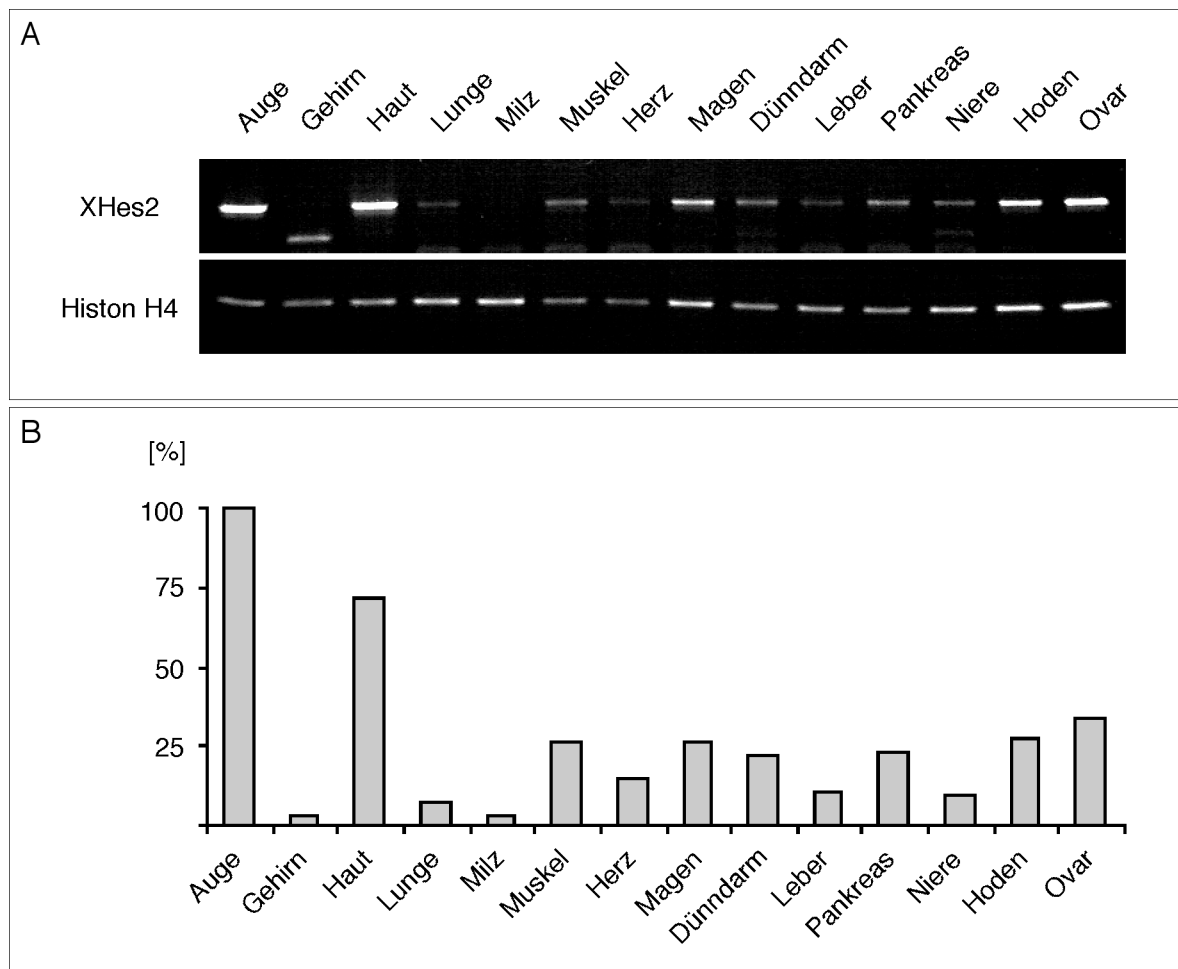 A
Auge Gehirn Haut Lunge Milz Muskel Herz Magen Dünndarm Leber Pankreas Niere Hoden Ovar
XHes2
Histon H4
B
[%]
100
75
50
25
Auge Gehirn Haut Lunge Milz Muskel Herz Magen Dünndarm Leber Pankreas Niere Hoden Ovar